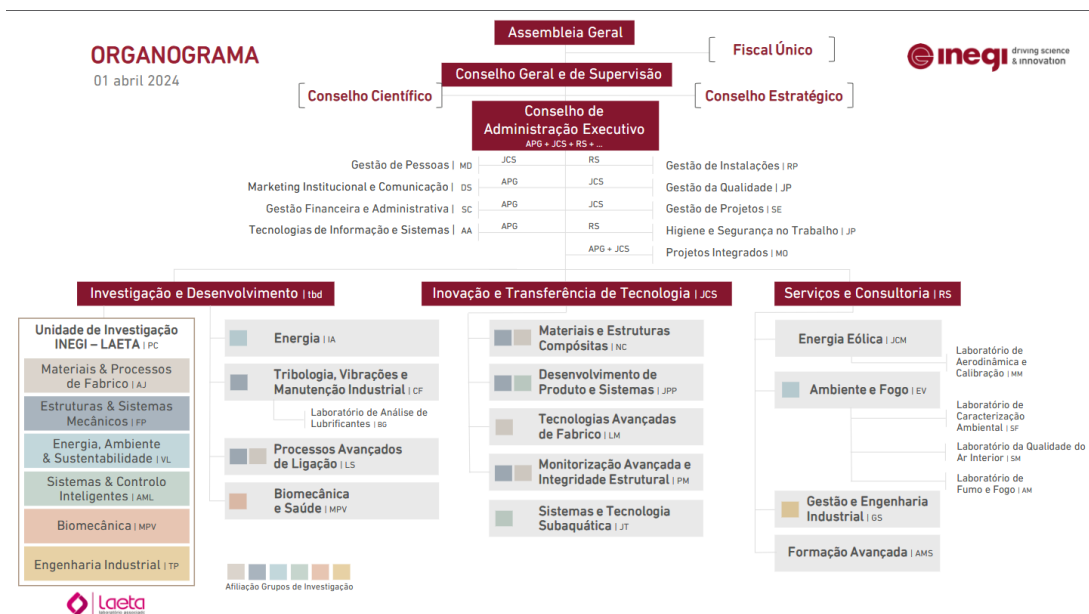 ORGANOGRAMA
01 abril 2024
Assembleia Geral
Fiscal Único
inegi driving science
& innovation
Conselho Geral e de Supervisão
Conselho Científico
Conselho Estratégico
Conselho de
Administração Executivo
APG + JCS + RS + ...
Gestão de Pessoas | MD
JCS
RS
Gestão de Instalações | RP
Marketing Institucional e Comunicação | DS
APG
JCS
Gestão da Qualidade | JP
Gestão Financeira e Administrativa | SC
APG
JCS
Gestão de Projetos | SE
Tecnologias de Informação e Sistemas | AA
APG
RS
Higiene e Segurança no Trabalho | JP
APG + JCS
Projetos Integrados | MO
Investigação e Desenvolvimento | tbd
Unidade de Investigação
INEGI – LAETA | PC
Materiais & Processos
de Fabrico | AJ
Estruturas & Sistemas
Mecânicos | FP
Energia, Ambiente
& Sustentabilidade | VL
Sistemas & Controlo
Inteligentes | AML
Biomecânica | MPV
Engenharia Industrial | TP
Laeta
Energia | IA
Tribologia, Vibrações e
Manutenção Industrial | CF
Laboratório de Análise de
Lubrificantes | BG
Processos Avançados
de Ligação | LS
Biomecânica
e Saúde | MPV
Afiliação Grupos de Investigação
Inovação e Transferência de Tecnologia | JCS
Materiais e Estruturas
Compósitas | NC
Desenvolvimento de
Produto e Sistemas | JPP
Tecnologias Avançadas
de Fabrico | LM
Monitorização Avançada e
Integridade Estrutural | PM
Sistemas e Tecnologia
Subaquática | JT
Serviços e Consultoria | RS
Energia Eólica | JCM
Laboratório de
Aerodinâmica e
Calibração | MM
Ambiente e Fogo | EV
Laboratório de
Caracterização
Ambiental | SF
Laboratório da Qualidade do
Ar Interior | SM
Laboratório de
Fumo e Fogo | AM
Gestão e Engenharia
Industrial | GS
Formação Avançada | AMS